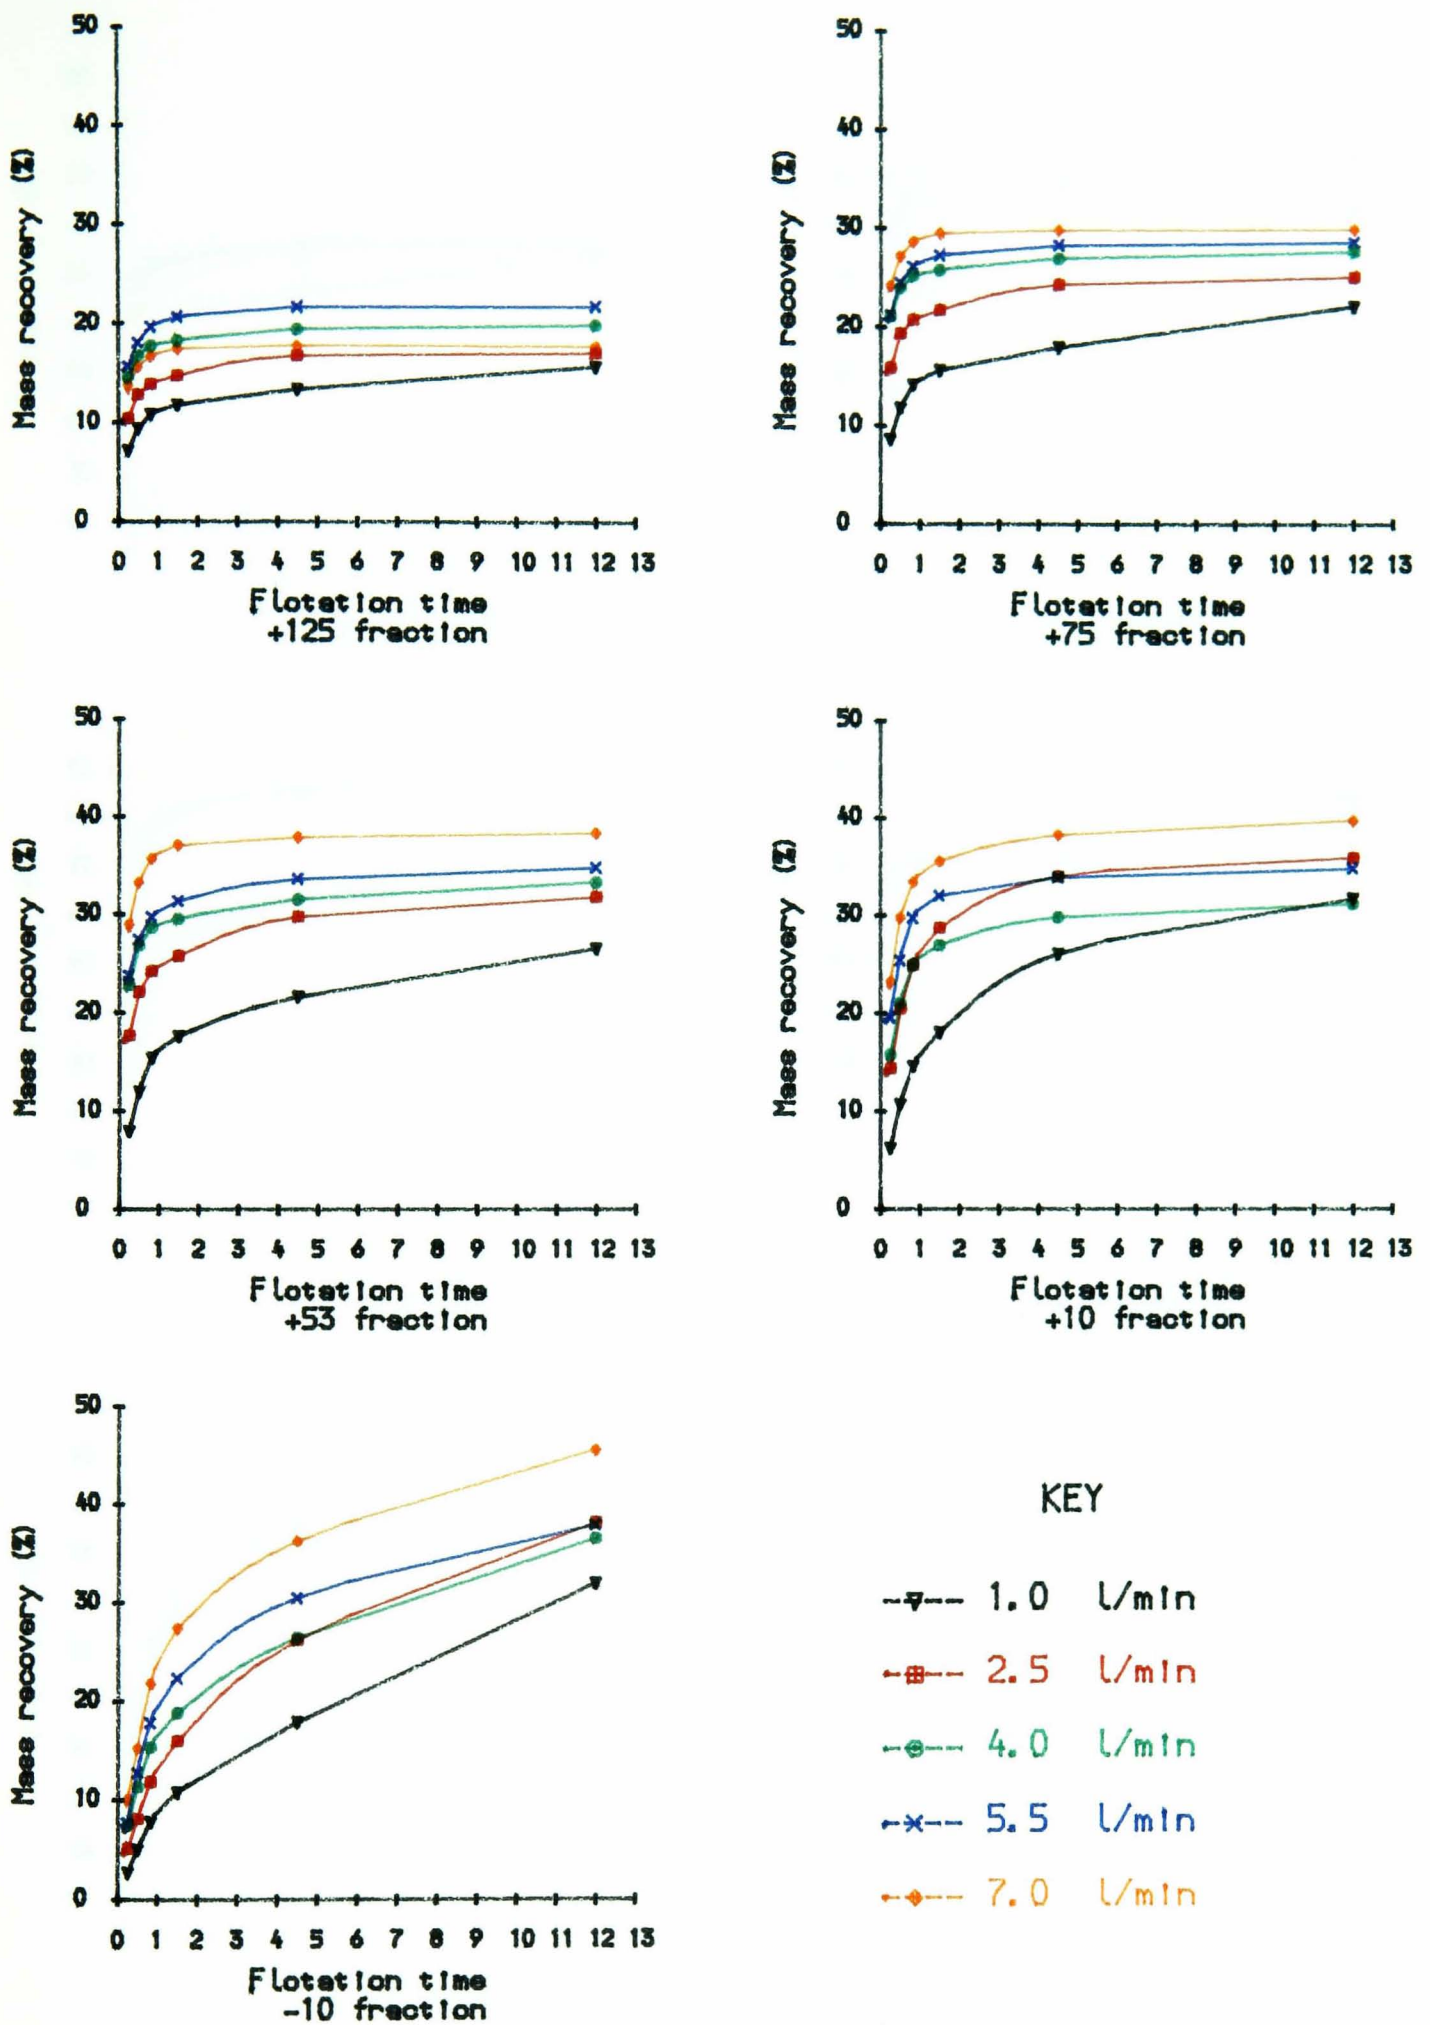 50
40
30
20
10
0
Mass recovery (%)
0 1 2 3 4 5 6 7 8 9 10 11 12 13
Flotation time
+125 fraction
50
40
30
20
10
0
Mass recovery (%)
0 1 2 3 4 5 6 7 8 9 10 11 12 13
Flotation time
+75 fraction
50
40
30
20
10
0
Mass recovery (%)
0 1 2 3 4 5 6 7 8 9 10 11 12 13
Flotation time
+53 fraction
50
40
30
20
10
0
Mass recovery (%)
0 1 2 3 4 5 6 7 8 9 10 11 12 13
Flotation time
+10 fraction
50
40
30
20
10
0
Mass recovery (%)
0 1 2 3 4 5 6 7 8 9 10 11 12 13
Flotation time
-10 fraction
KEY
1.0 l/min
2.5 l/min
4.0 l/min
5.5 l/min
7.0 l/min